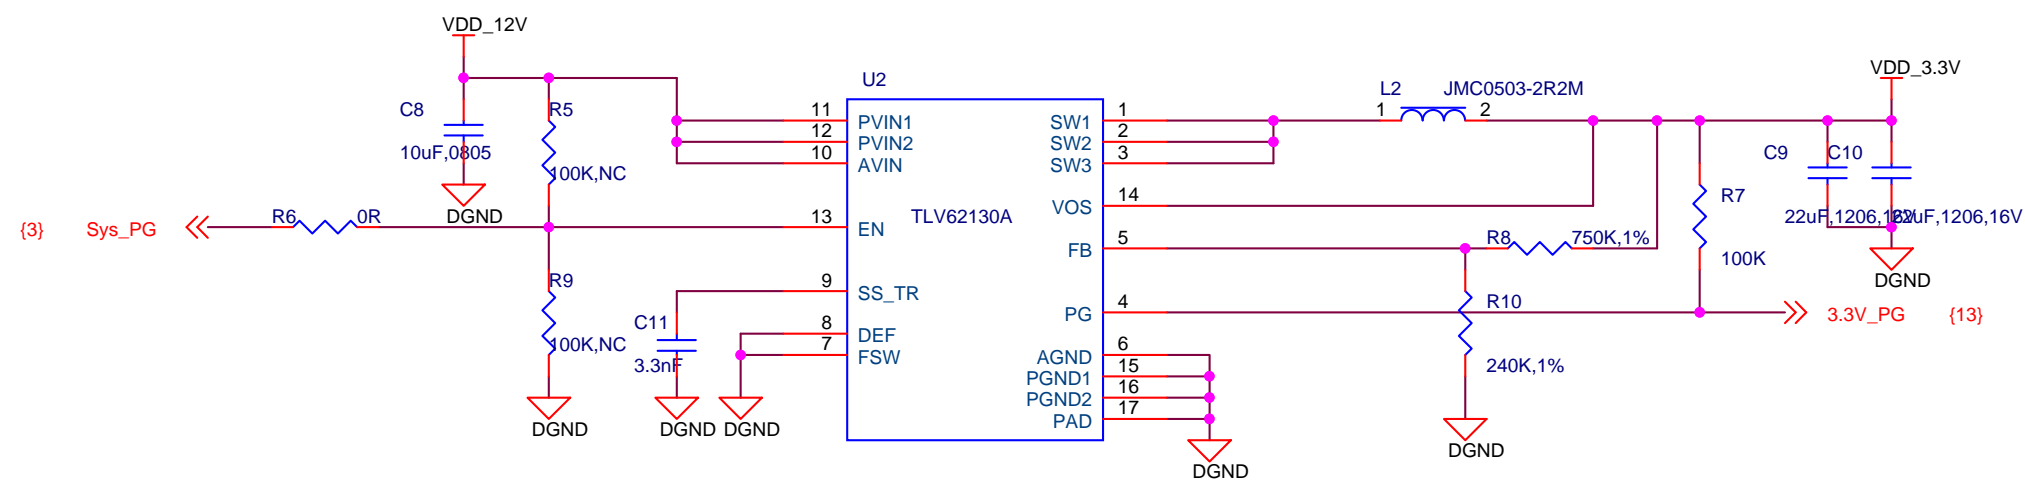 VDD_12V
VDD_3.3V
U2
L2
JMC0503-2R2M
C8
R5
11
PVIN1
SW1
1
1
2
10uF,0805
12
PVIN2
SW2
2
C9
C10
10
AVIN
SW3
3
100K,NC
R7
14
VOS
DGND
22uF,1206,16V
22uF,1206,16V
{3}
Sys_PG
R6
0R
13
EN
TLV62130A
5
FB
R8
750K,1%
100K
DGND
R9
9
SS_TR
R10
4
PG
3.3V_PG
{13}
C11
8
DEF
100K,NC
7
FSW
6
AGND
3.3nF
15
PGND1
240K,1%
16
PGND2
17
PAD
DGND
DGND
DGND
DGND
DGND